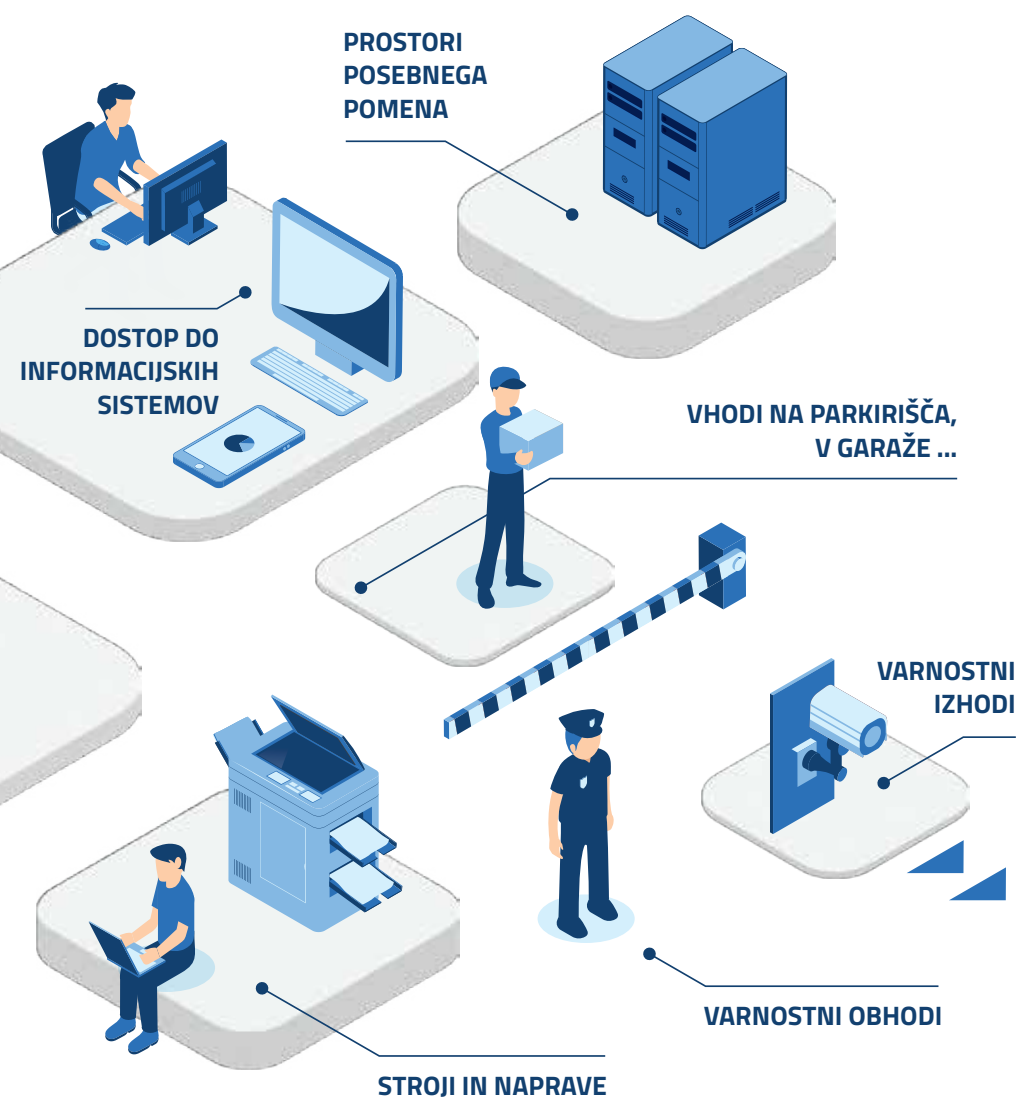 PROSTORI
POSEBNEGA
POMENA
DOSTOP DO
INFORMACIJSKIH
SISTEMOV
VHODI NA PARKIRIŠČA,
V GARAŽE ...
VARNOSTNI
IZHODI
VARNOSTNI OBHODI
STROJI IN NAPRAVE